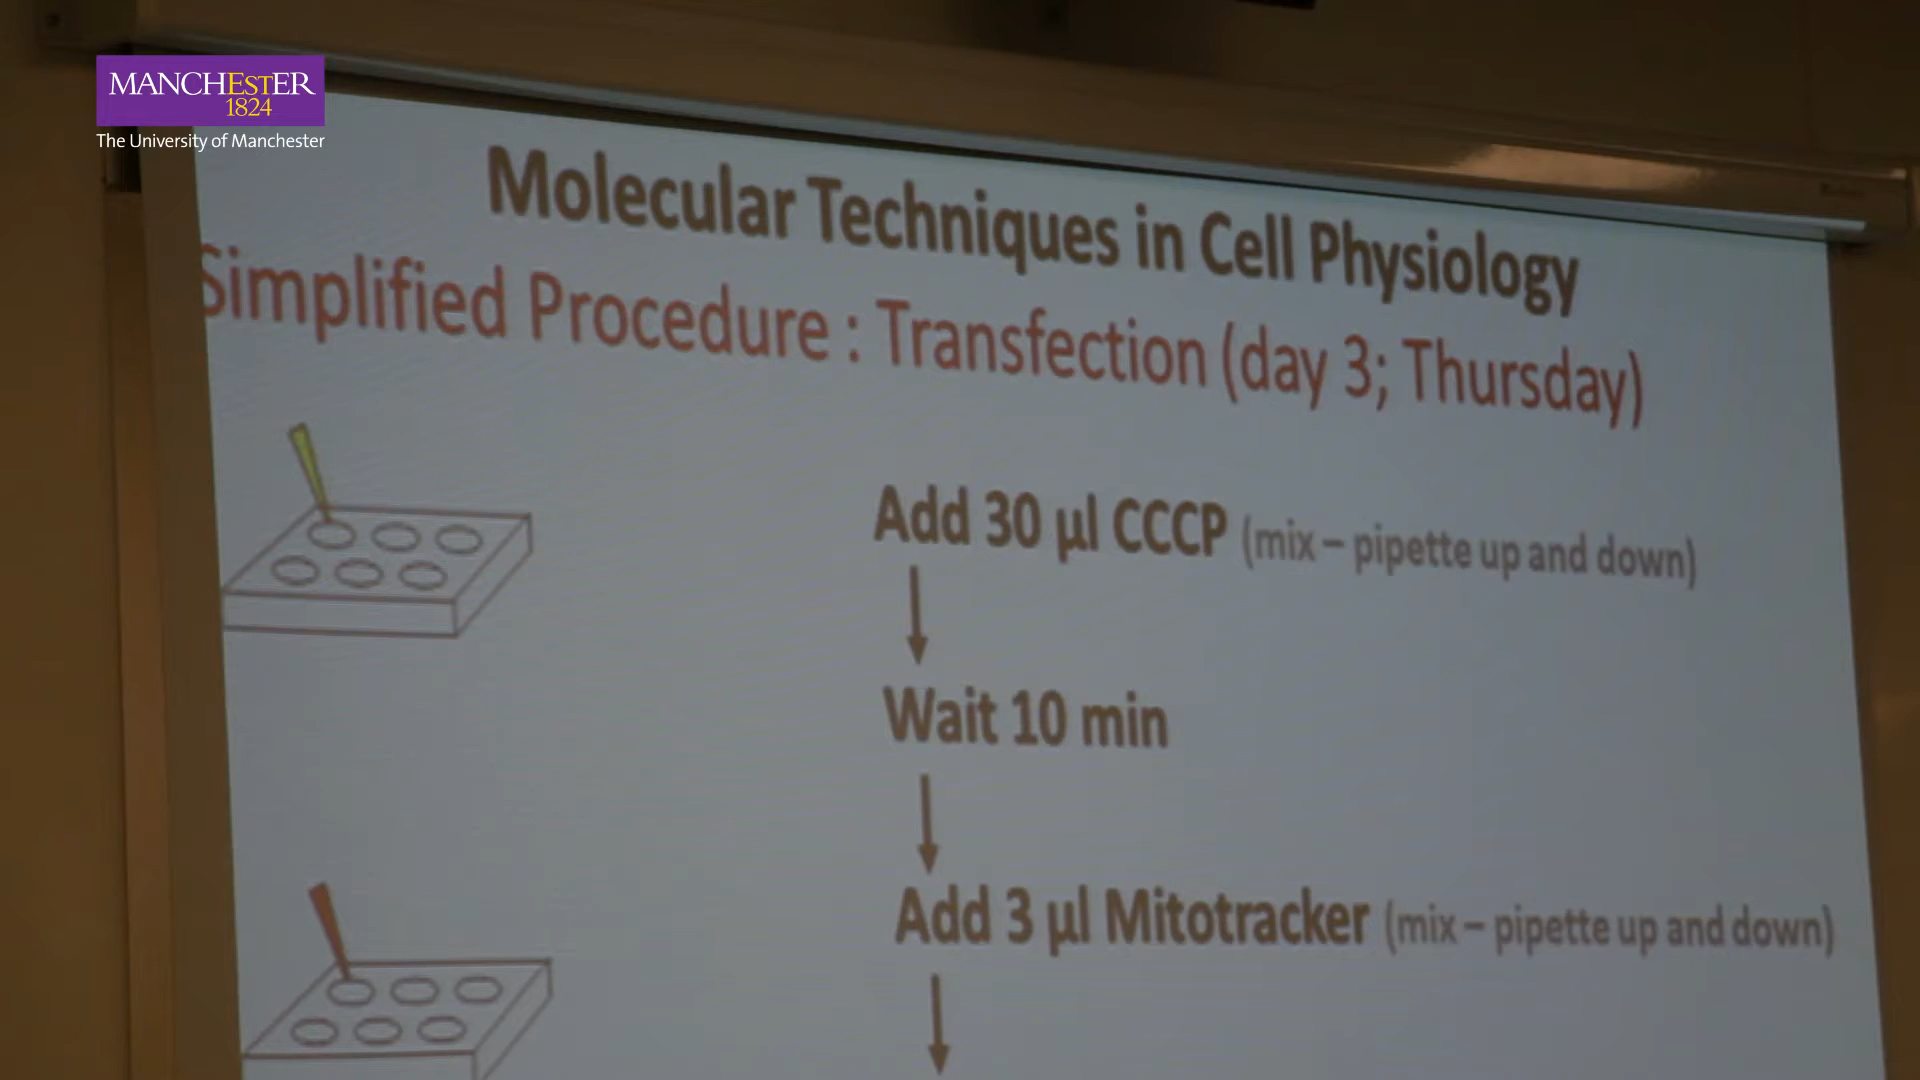 MANCHESTER
1824
The University of Manchester
Molecular Techniques in Cell Physiology
Simplified Procedure : Transfection (day 3; Thursday)
Add 30 µl CCCP (mix – pipette up and down)
Wait 10 min
Add 3 µl Mitotracker (mix – pipette up and down)